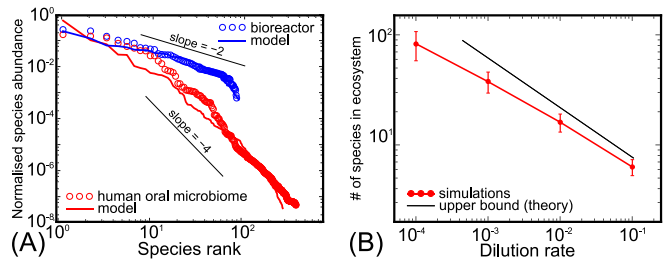 (A)
Normalised species abundance
10^0
10^-2
10^-4
10^-6
10^-8
slope = −2
bioreactor
model
slope = −4
human oral microbiome
model
10^0
10^1
10^2
Species rank
(B)
# of species in ecosystem
10^2
10^1
simulations
upper bound (theory)
10^-4
10^-3
10^-2
10^-1
Dilution rate